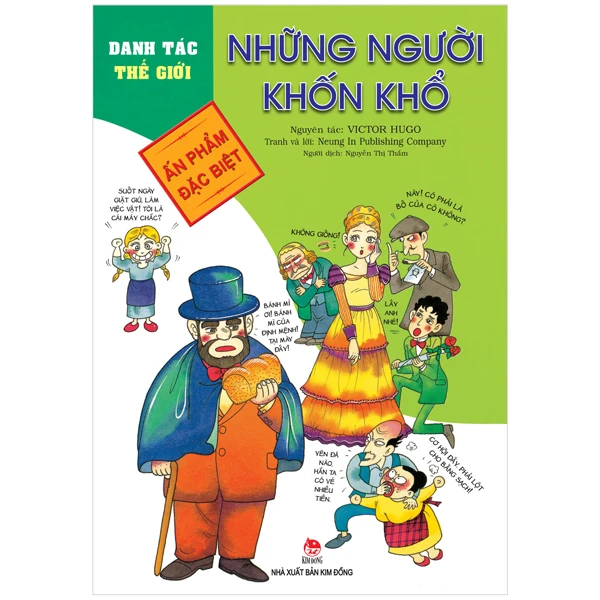 DANH TÁC
THẾ GIỚI
NHỮNG NGƯỜI
KHỐN KHỔ
Nguyên tác: VICTOR HUGO
Tranh và lời: Neung In Publishing Company
Người dịch: Nguyễn Thị Thắm
ẤN PHẨM
ĐẶC BIỆT
SUỐT NGÀY
GIẶT GIŨ, LÀM
VIỆC VẶT! TÔI LÀ
CÁI MÁY CHẮC?
KHÔNG GIỐNG!
NÀY! CÓ PHẢI LÀ
BỐ CỦA CÔ KHÔNG?
BÁNH MÌ
ƠI! BÁNH
MÌ CỦA
ĐỊNH MỆNH!
TẠI MÀY
ĐẤY!
LẤY
ANH
NHÉ!
YÊN ĐÃ
NÀO,
HẮN TA
CÓ VẺ
NHIỀU
TIỀN.
CƠ HỘI ĐÂY, PHẢI LỘT
CHO BẰNG SẠCH!
KIM ĐỒNG
NHÀ XUẤT BẢN KIM ĐỒNG